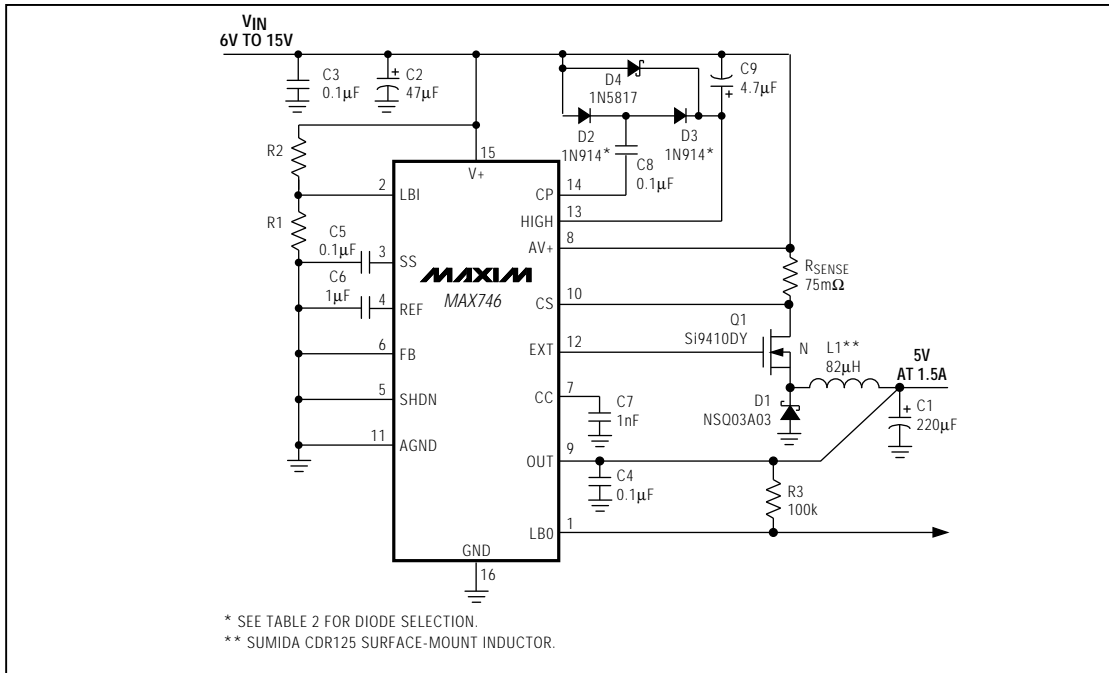 VIN
6V TO 15V
C3
0.1µF
+
C2
47µF
D4
1N5817
C9
4.7µF
+
D2
1N914*
D3
1N914*
C8
0.1µF
R2
R1
15
V+
2
LBI
CP
14
HIGH
13
AV+
8
C5
0.1µF
3
SS
RSENSE
75mΩ
MAXIM
MAX746
C6
1µF
4
REF
CS
10
Q1
Si9410DY
N
EXT
12
6
FB
L1**
82µH
5V
AT 1.5A
5
SHDN
CC
7
C7
1nF
D1
NSQ03A03
+
C1
220µF
11
AGND
OUT
9
C4
0.1µF
R3
100k
LB0
1
GND
16
* SEE TABLE 2 FOR DIODE SELECTION.
** SUMIDA CDR125 SURFACE-MOUNT INDUCTOR.